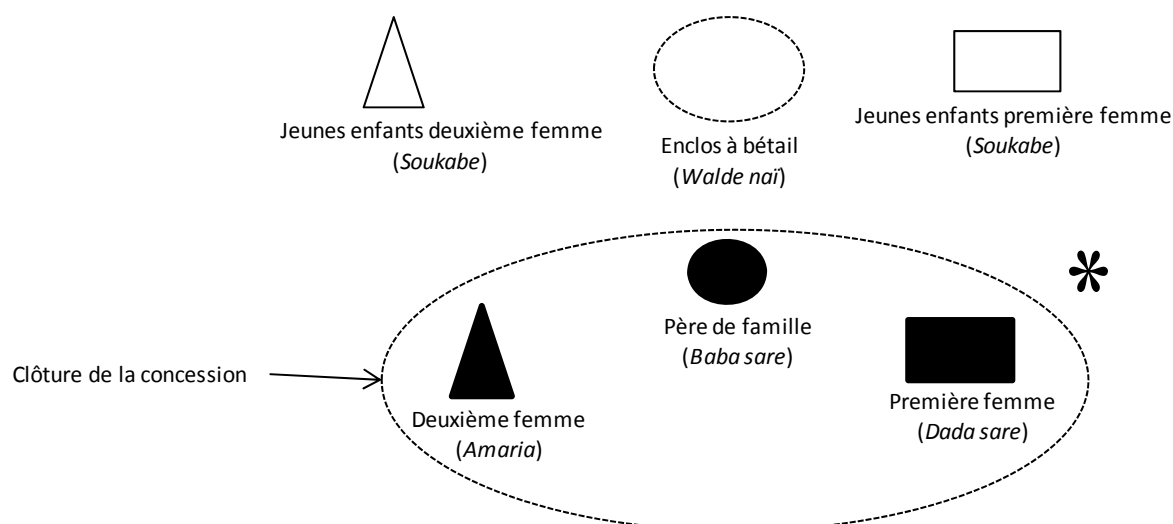 Jeunes enfants deuxième femme
(Soukabe)
Enclos à bétail
(Walde naï)
Jeunes enfants première femme
(Soukabe)
Père de famille
(Baba sare)
Clôture de la concession
Deuxième femme
(Amaria)
Première femme
(Dada sare)